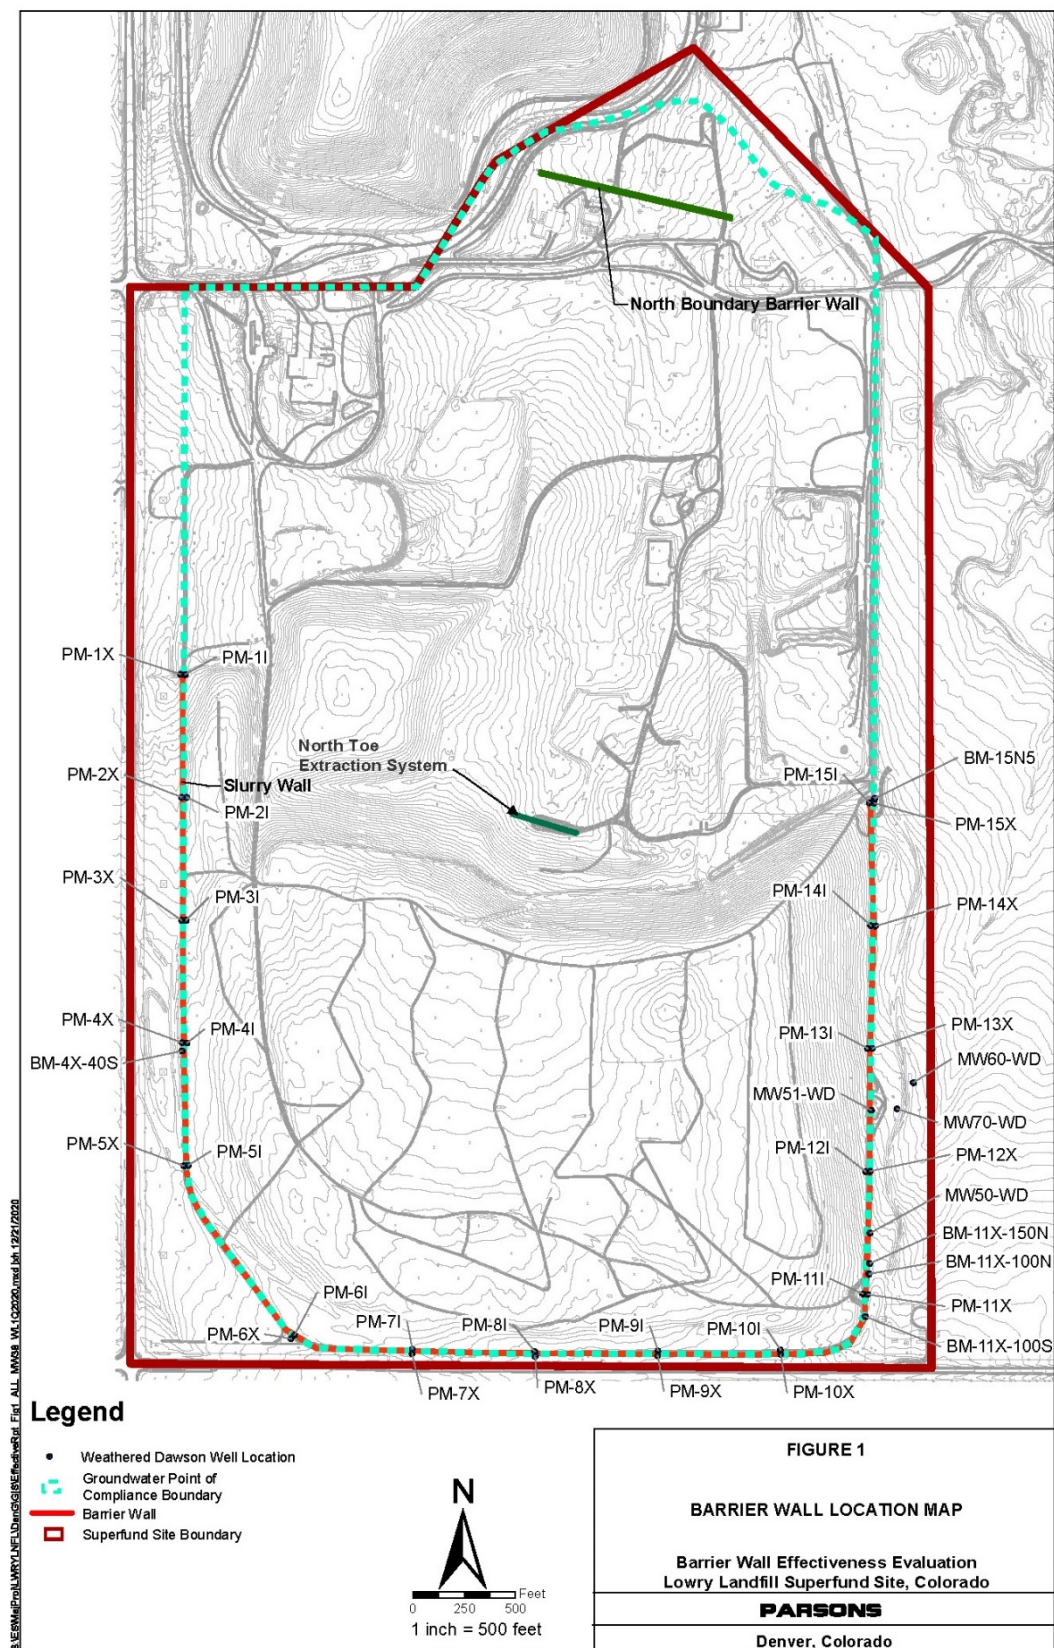 North Boundary Barrier Wall
PM-1X
PM-1I
North Toe
Extraction System
PM-2X
Slurry Wall
PM-2I
PM-15I
BM-15N5
PM-15X
PM-3X
PM-3I
PM-14I
PM-14X
PM-4X
PM-4I
BM-4X-40S
PM-13I
PM-13X
MW60-WD
MW51-WD
MW70-WD
PM-5X
PM-5I
PM-12I
PM-12X
MW50-WD
BM-11X-150N
BM-11X-100N
PM-11I
PM-11X
PM-6I
PM-6X
PM-7I
PM-8I
PM-9I
PM-10I
BM-11X-100S
PM-7X
PM-8X
PM-9X
PM-10X
Legend
Weathered Dawson Well Location
Groundwater Point of
Compliance Boundary
Barrier Wall
Superfund Site Boundary
N
Feet
0 250 500
1 inch = 500 feet
FIGURE 1
BARRIER WALL LOCATION MAP
Barrier Wall Effectiveness Evaluation
Lowry Landfill Superfund Site, Colorado
PARSONS
Denver, Colorado